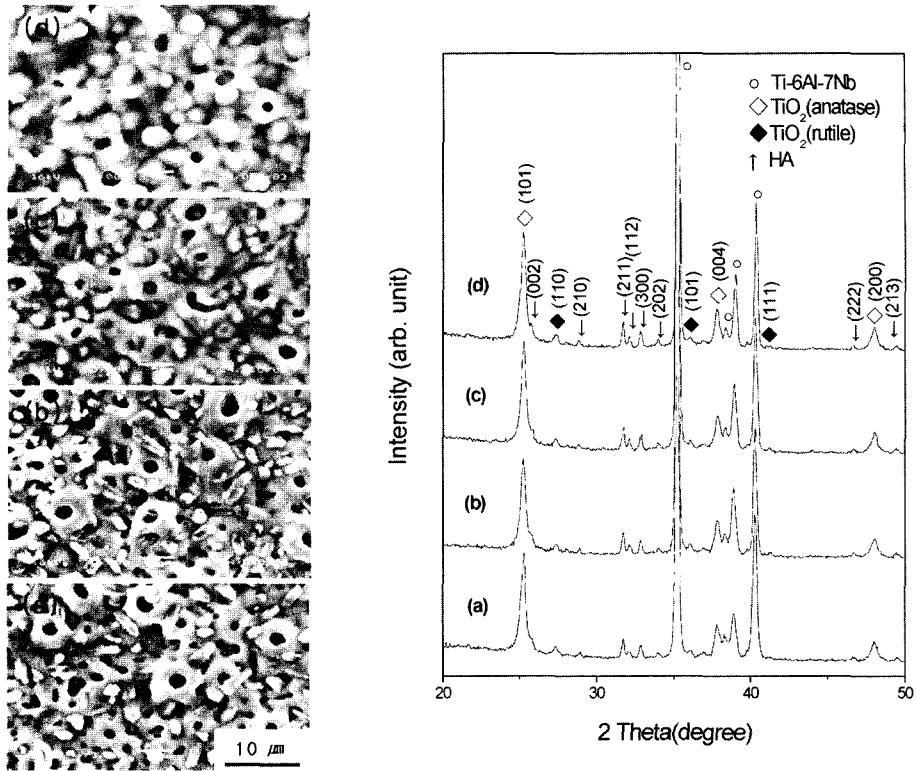 (d)
(c)
(b)
(a)
10 ㎛
Intensity (arb. unit)
○ Ti-6Al-7Nb
◇ TiO2(anatase)
◆ TiO2(rutile)
↑ HA
(101)
(002)
(110)
(210)
(211)
(112)
(300)
(202)
(101)
(004)
(213)
(111)
(222)
(200)
(213)
(d)
(c)
(b)
(a)
20 30 40 50
2 Theta(degree)